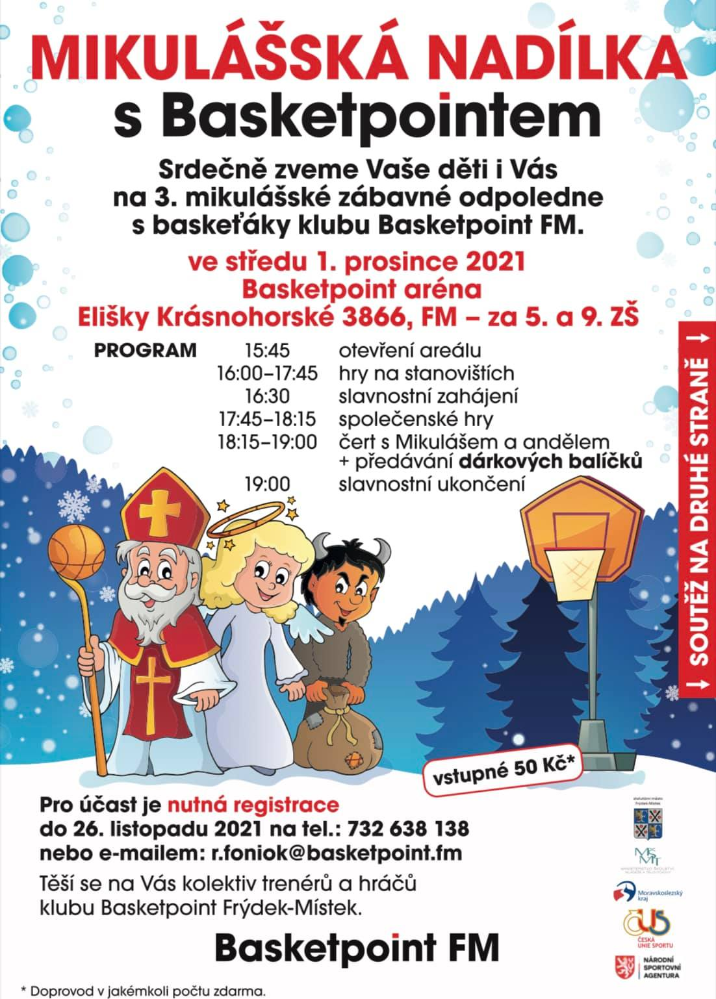 MIKULÁŠSKÁ NADÍLKA
s Basketpointem
Srdečně zveme Vaše děti i Vás
na 3. mikulášské zábavné odpoledne
s baskeťáky klubu Basketpoint FM.
ve středu 1. prosince 2021
Basketpoint aréna
Elišky Krásnohorské 3866, FM – za 5. a 9. ZŠ
PROGRAM 15:45 otevření areálu
16:00–17:45 hry na stanovištích
16:30 slavnostní zahájení
17:45–18:15 společenské hry
18:15–19:00 čert s Mikulášem a andělem
+ předávání dárkových balíčků
19:00 slavnostní ukončení
← SOUTĚŽ NA DRUHÉ STRANĚ ←
vstupné 50 Kč*
Pro účast je nutná registrace
do 26. listopadu 2021 na tel.: 732 638 138
nebo e-mailem: r.foniok@basketpoint.fm
Těší se na Vás kolektiv trenérů a hráčů
klubu Basketpoint Frýdek-Místek.
Basketpoint FM
* Doprovod v jakémkoli počtu zdarma.
statutární město
Frýdek-Místek
MŠMT
MINISTERSTVO ŠKOLSTVÍ,
MLÁDEŽE A TĚLOVÝCHOVY
Moravskoslezský
kraj
ČUS
ČESKÁ
UNIE SPORTU
NÁRODNÍ
SPORTOVNÍ
AGENTURA